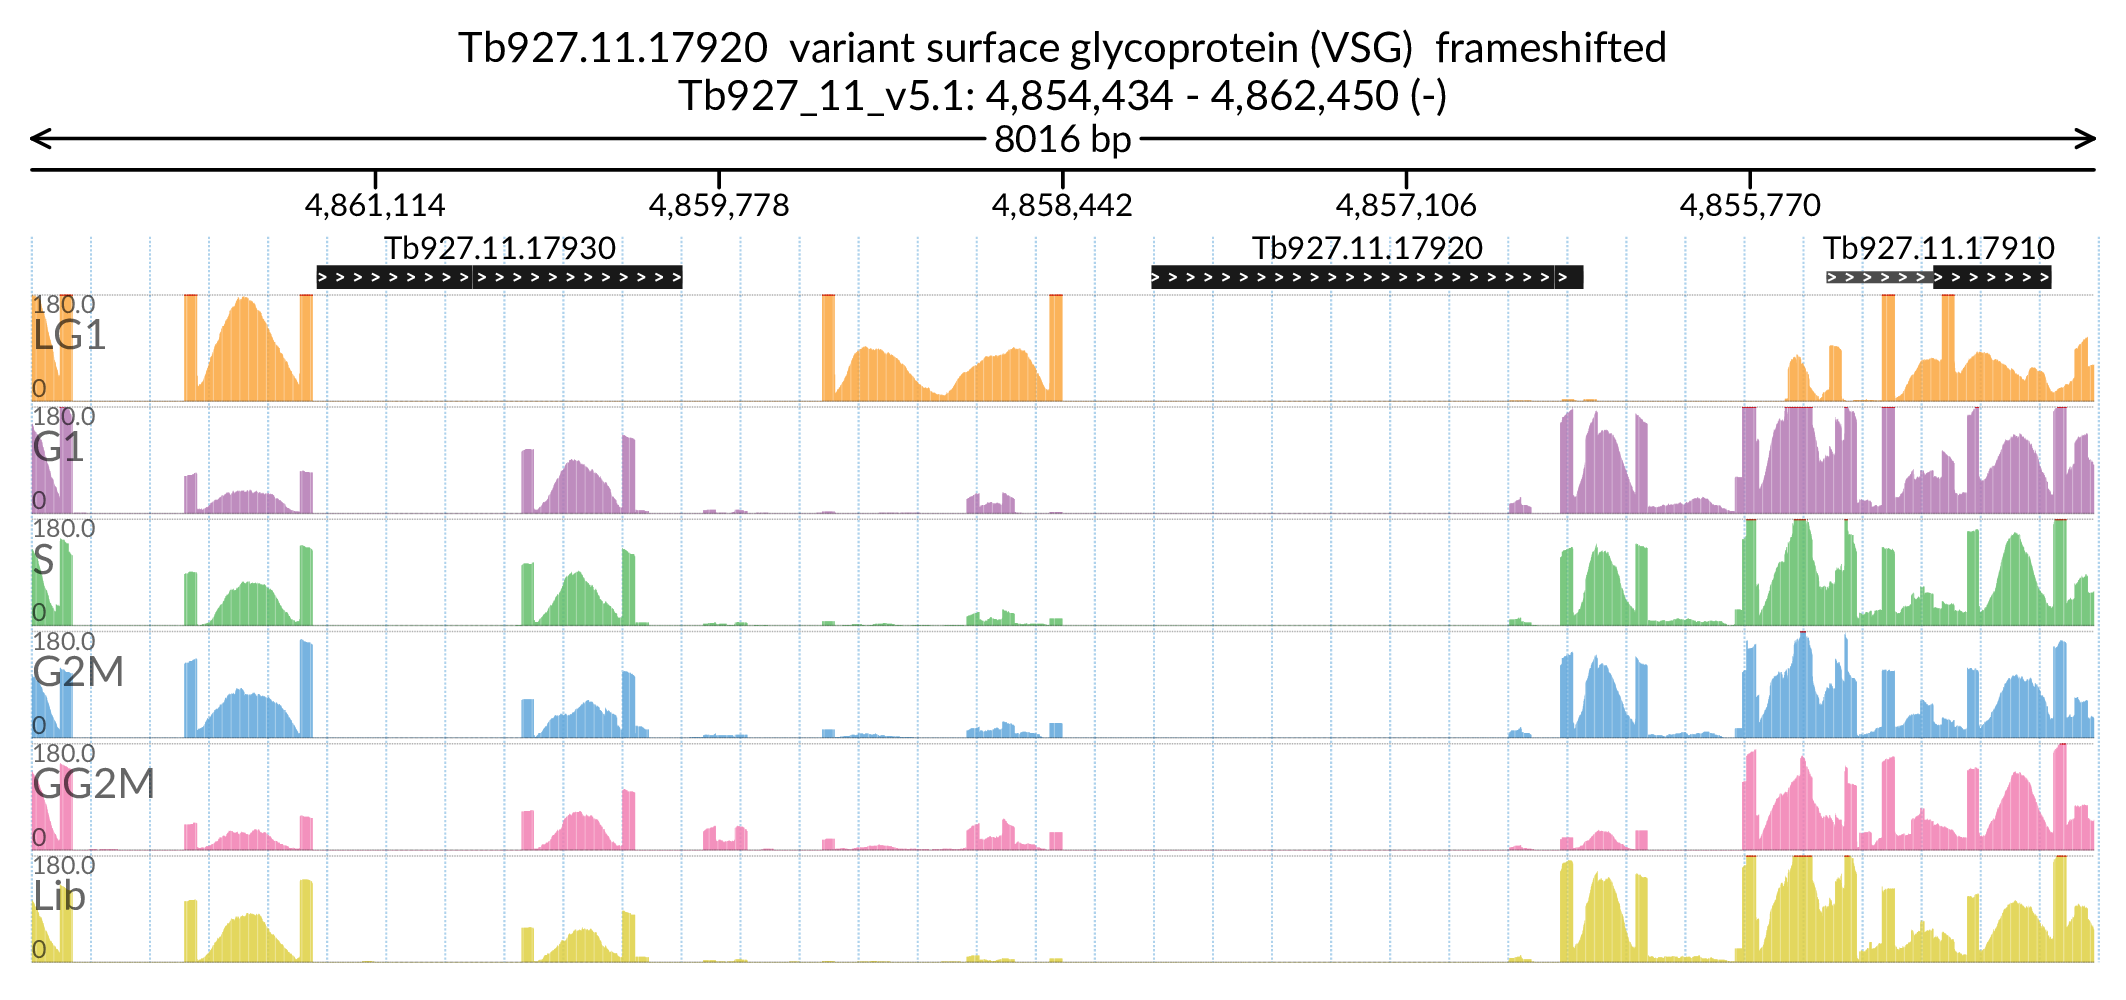 Tb927.11.17920  variant surface glycoprotein (VSG)  frameshifted
Tb927_11_v5.1: 4,854,434 - 4,862,450 (-)
8016 bp
4,861,114 4,859,778 4,858,442 4,857,106 4,855,770
Tb927.11.17930 Tb927.11.17920 Tb927.11.17910
180.0
LG1
0
180.0
G1
0
180.0
S
0
180.0
G2M
0
180.0
GG2M
0
180.0
Lib
0